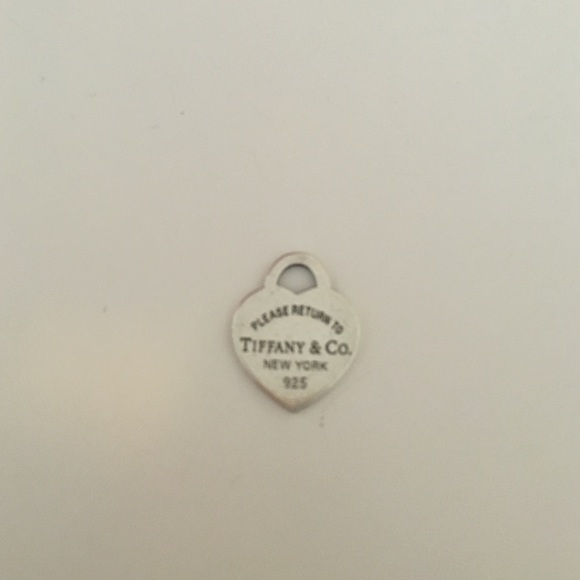 PLEASE RETURN TO
TIFFANY & CO.
NEW YORK
925